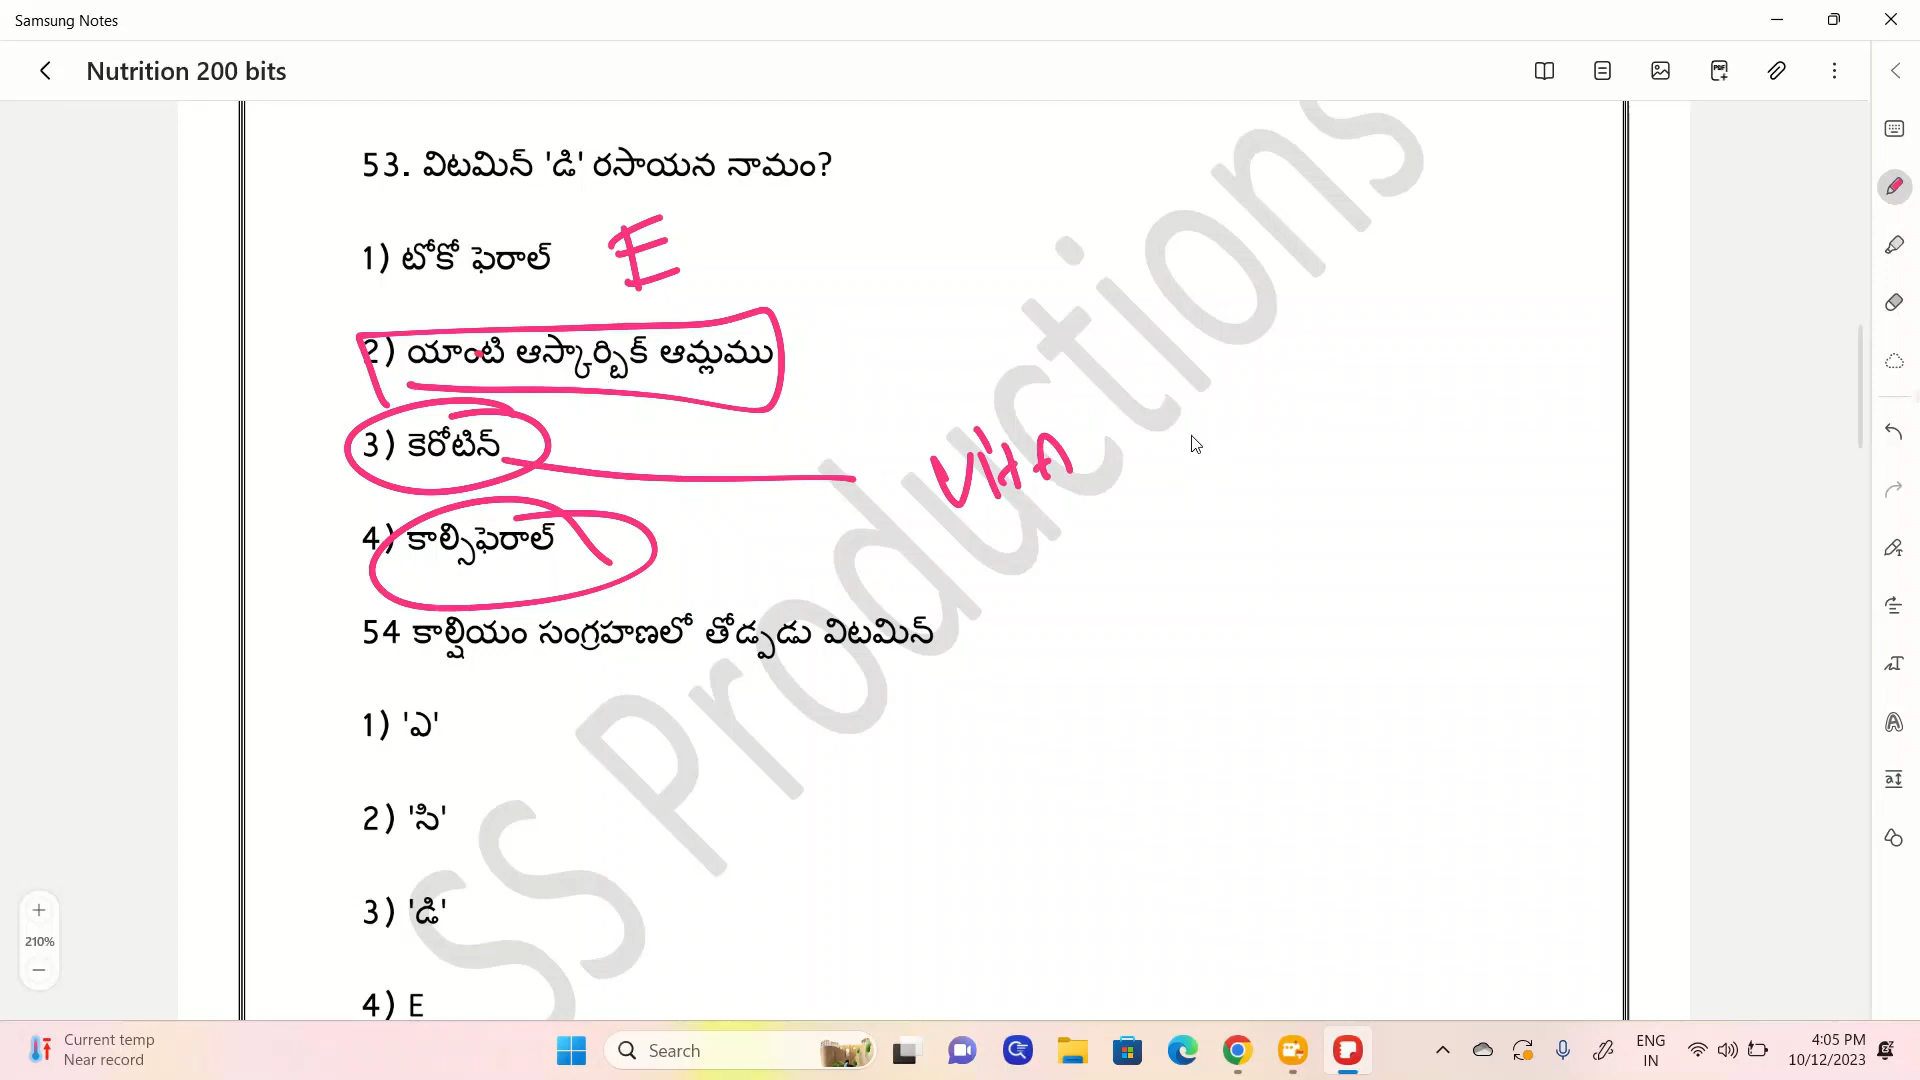 Samsung Notes
Nutrition 200 bits
53. విటమిన్ 'డి' రసాయన నామం?
1) టోకో ఫెరాల్ E
2) యాంటి ఆస్కార్బిక్ ఆమ్లము
3) కెరోటిన్
Vit A
4) కాల్సిఫెరాల్
54 కాల్షియం సంగ్రహణలో తోడ్పడు విటమిన్
1) 'ఎ'
2) 'సి'
3) 'డి'
4) E
SS Productions
210%
Current temp
Near record
Search
ENG
IN
4:05 PM
10/12/2023